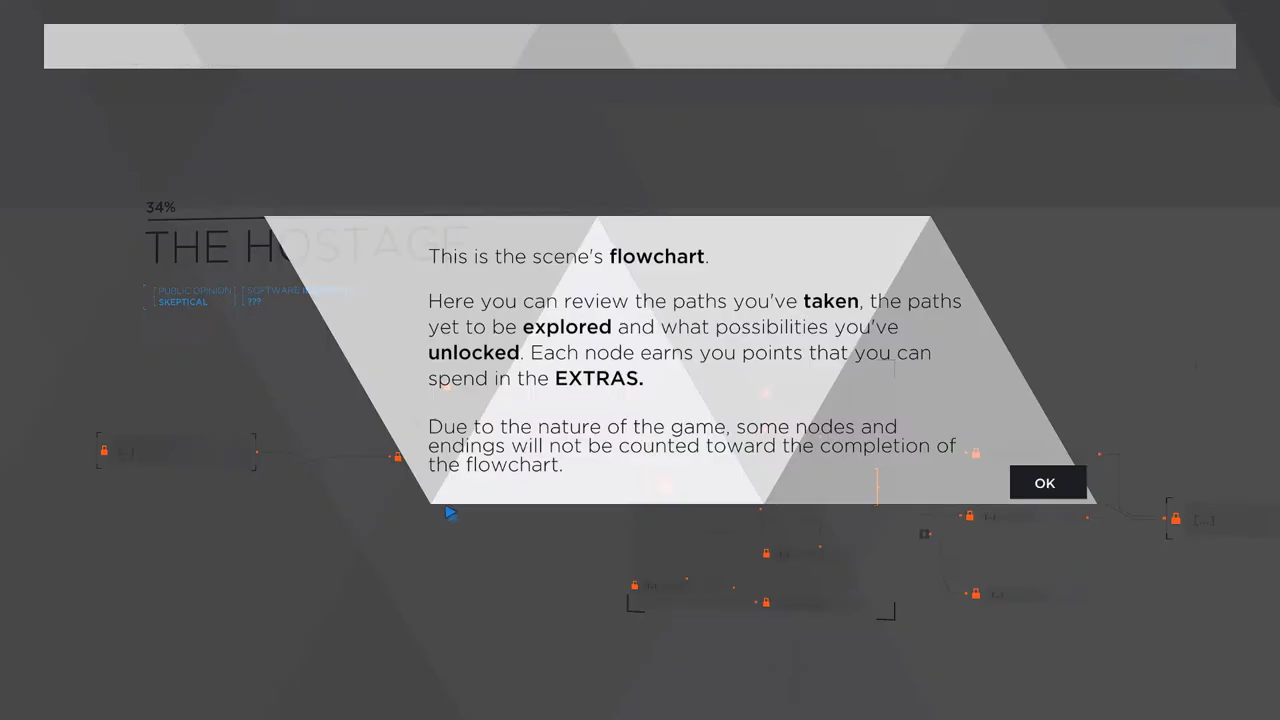 34%
THE HOSTAGE
PUBLIC OPINION
SKEPTICAL
SOFTWARE
???
This is the scene's flowchart.
Here you can review the paths you've taken, the paths
yet to be explored and what possibilities you've
unlocked. Each node earns you points that you can
spend in the EXTRAS.
Due to the nature of the game, some nodes and
endings will not be counted toward the completion of
the flowchart.
OK